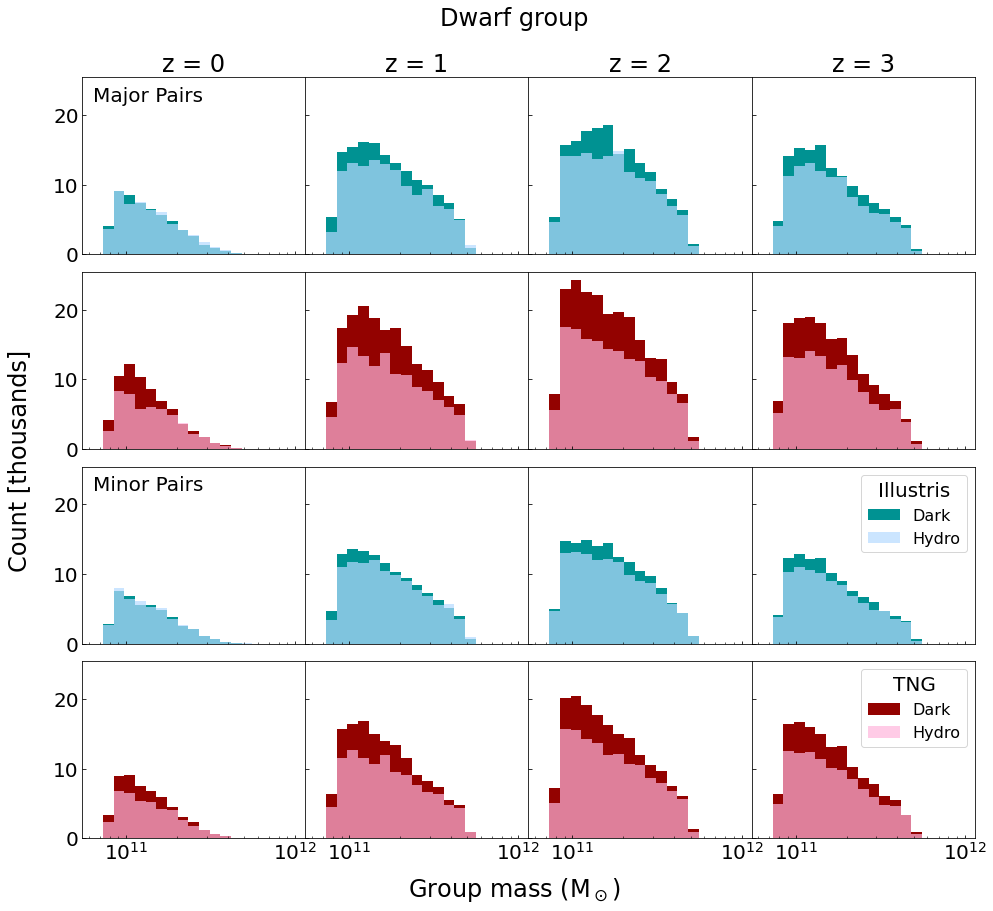 Dwarf group
z = 0 z = 1 z = 2 z = 3
Major Pairs
20
10
0
20
10
0
Minor Pairs
20
10
0
Illustris
Dark
Hydro
20
10
0
TNG
Dark
Hydro
10¹¹ 10¹² 10¹¹ 10¹² 10¹¹ 10¹² 10¹¹ 10¹²
Count [thousands]
Group mass (M_⊙)